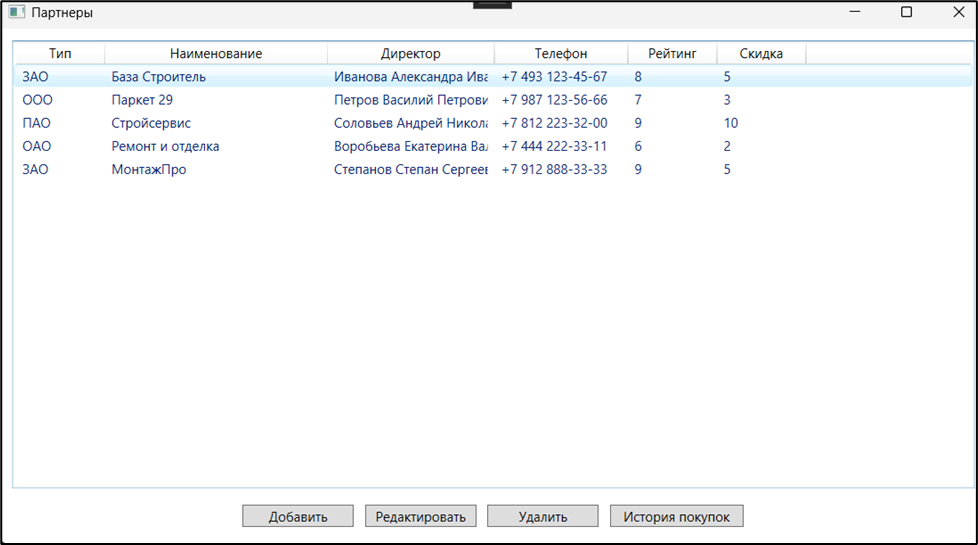 Партнеры
Тип Наименование Директор Телефон Рейтинг Скидка
ЗАО База Строитель Иванова Александра Ива +7 493 123-45-67 8 5
ООО Паркет 29 Петров Василий Петрови +7 987 123-56-66 7 3
ПАО Стройсервис Соловьев Андрей Никола +7 812 223-32-00 9 10
ОАО Ремонт и отделка Воробьева Екатерина Вал +7 444 222-33-11 6 2
ЗАО МонтажПро Степанов Степан Сергеев +7 912 888-33-33 9 5
Добавить Редактировать Удалить История покупок